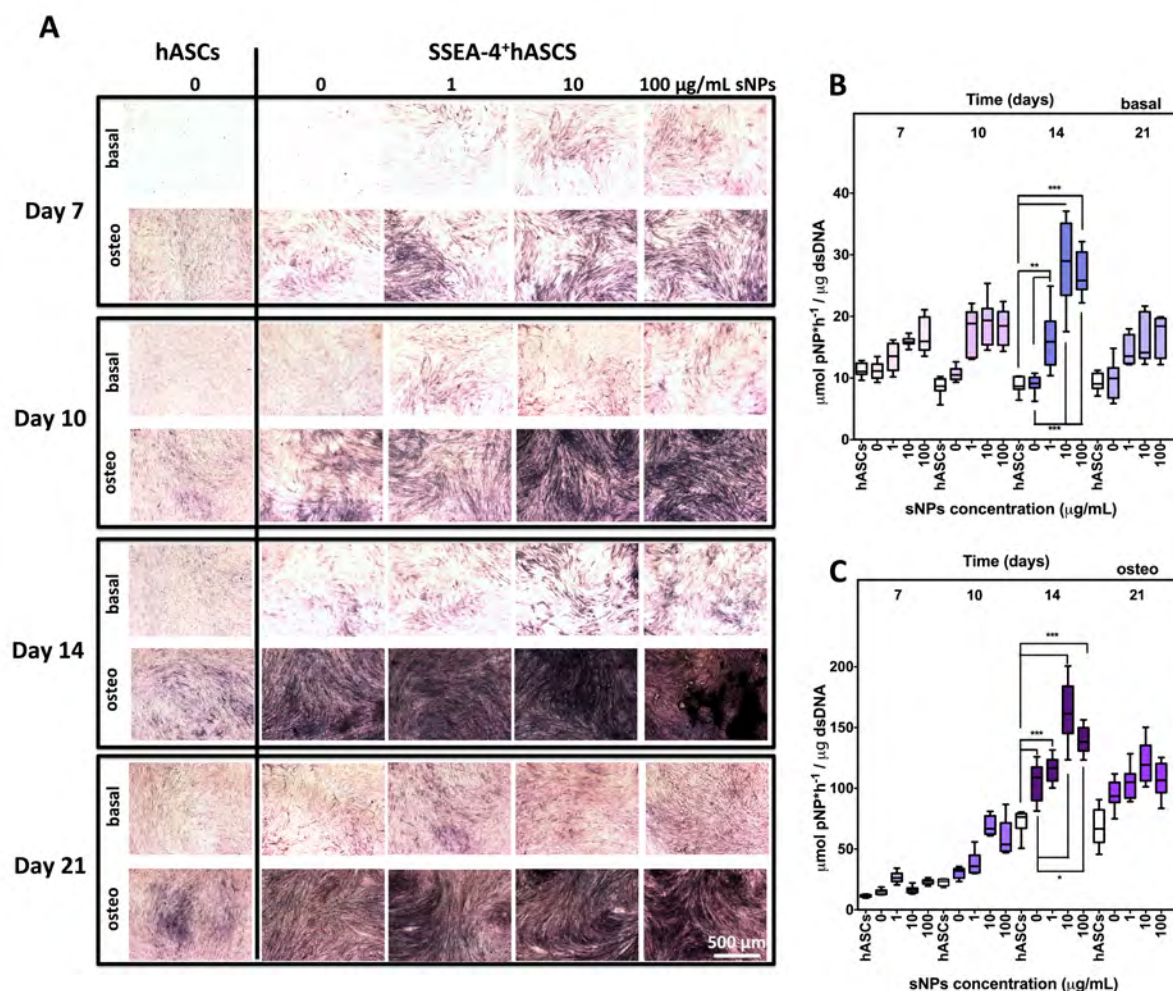 A
hASCs
SSEA-4⁺hASCS
0
0 1 10 100 μg/mL sNPs
Day 7
basal
osteo
Day 10
basal
osteo
Day 14
basal
osteo
Day 21
basal
osteo
500 μm
B
Time (days) basal
7 10 14 21
μmol pNP*h⁻¹ / μg dsDNA
40
30
20
10
0
***
**
***
hASCs 0 1 10 100 hASCs 0 1 10 100 hASCs 0 1 10 100 hASCs 0 1 10 100
sNPs concentration (μg/mL)
C
Time (days) osteo
7 10 14 21
μmol pNP*h⁻¹ / μg dsDNA
200
150
100
50
0
***
***
*
hASCs 0 1 10 100 hASCs 0 1 10 100 hASCs 0 1 10 100 hASCs 0 1 10 100
sNPs concentration (μg/mL)